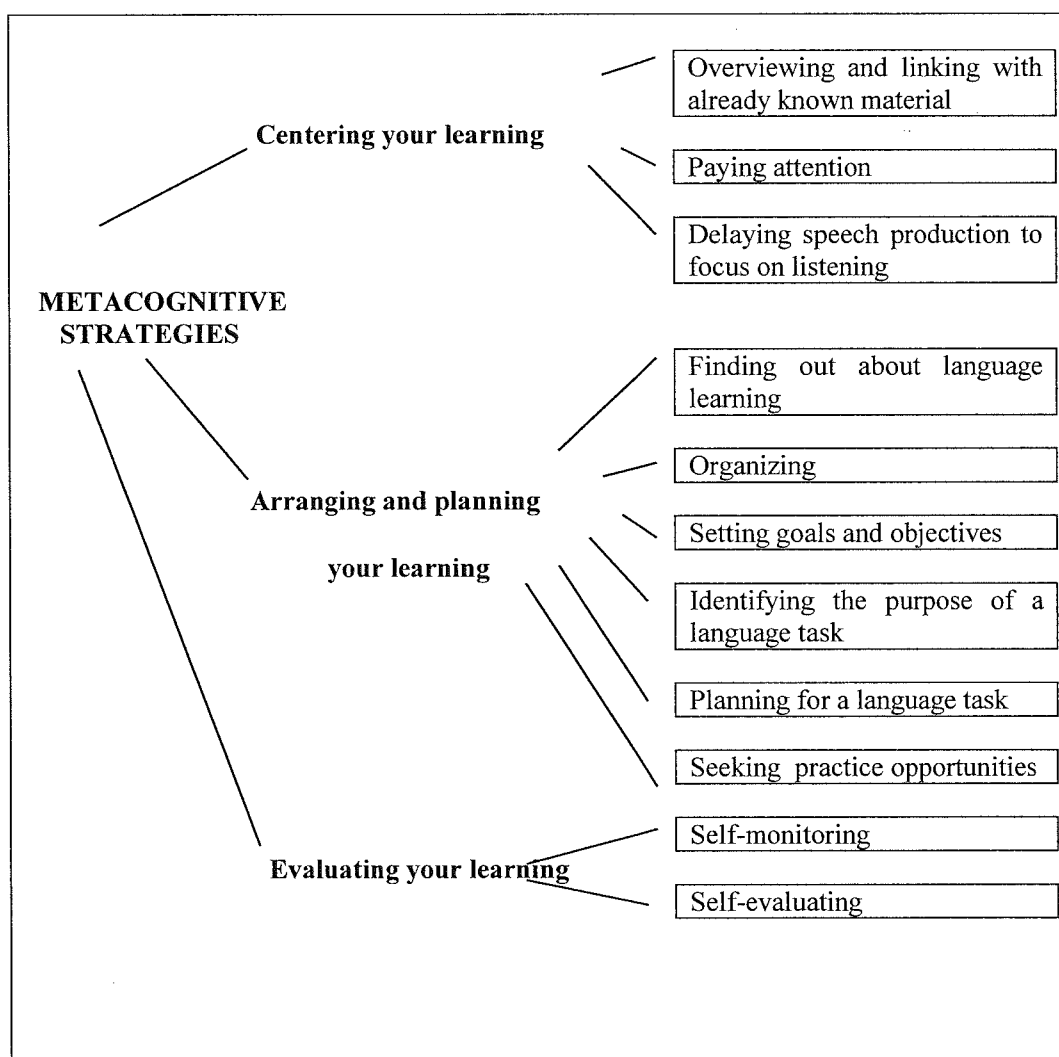 Overviewing and linking with
already known material
Centering your learning
Paying attention
Delaying speech production to
focus on listening
METACOGNITIVE
STRATEGIES
Finding out about language
learning
Organizing
Arranging and planning
your learning
Setting goals and objectives
Identifying the purpose of a
language task
Planning for a language task
Seeking practice opportunities
Self-monitoring
Evaluating your learning
Self-evaluating